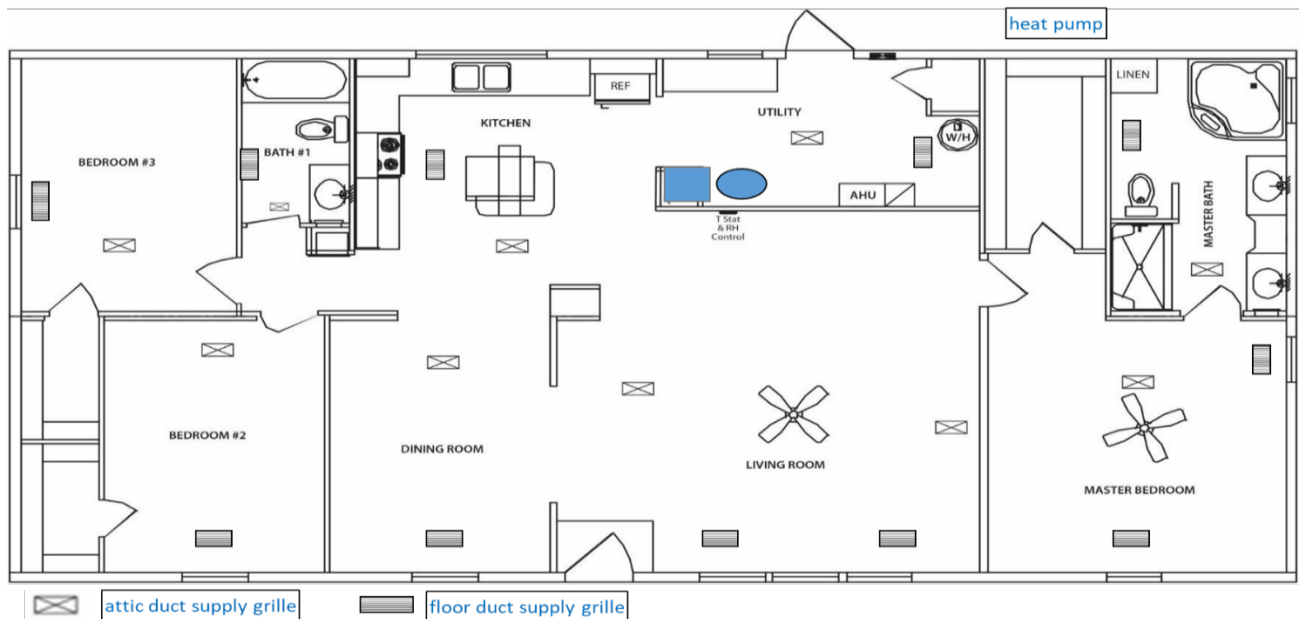 heat pump
LINEN
REF
UTILITY
KITCHEN
W/H
BATH #1
BEDROOM #3
AHU
MASTER BATH
T Stat
& RH
Control
BEDROOM #2
DINING ROOM
LIVING ROOM
MASTER BEDROOM
attic duct supply grille
floor duct supply grille